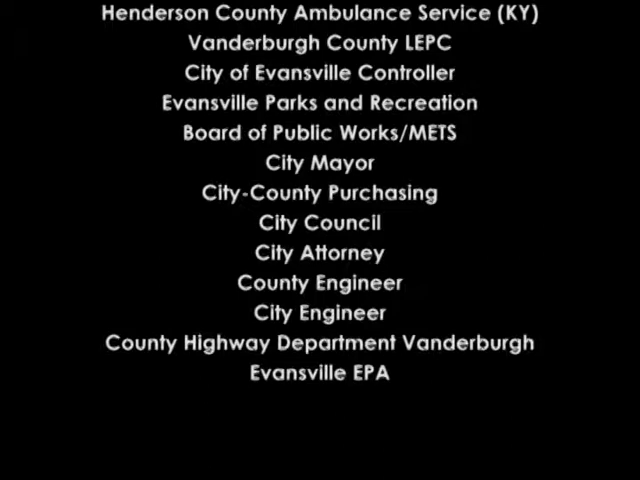 Henderson County Ambulance Service (KY)
Vanderburgh County LEPC
City of Evansville Controller
Evansville Parks and Recreation
Board of Public Works/METS
City Mayor
City-County Purchasing
City Council
City Attorney
County Engineer
City Engineer
County Highway Department Vanderburgh
Evansville EPA